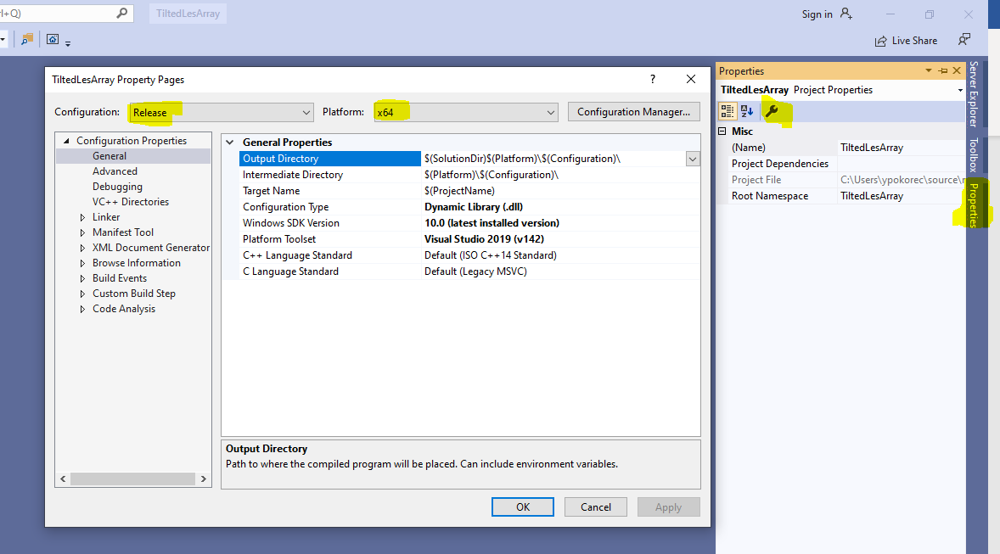 rl+Q)
TiltedLesArray
Sign in
Live Share
TiltedLesArray Property Pages
?
Configuration:
Release
Platform:
x64
Configuration Manager...
Configuration Properties
General
Advanced
Debugging
VC++ Directories
Linker
Manifest Tool
XML Document Generator
Browse Information
Build Events
Custom Build Step
Code Analysis
General Properties
Output Directory
$(SolutionDir)$(Platform)\$(Configuration)\
Intermediate Directory
$(Platform)\$(Configuration)\
Target Name
$(ProjectName)
Configuration Type
Dynamic Library (.dll)
Windows SDK Version
10.0 (latest installed version)
Platform Toolset
Visual Studio 2019 (v142)
C++ Language Standard
Default (ISO C++14 Standard)
C Language Standard
Default (Legacy MSVC)
Output Directory
Path to where the compiled program will be placed. Can include environment variables.
OK
Cancel
Apply
Properties
TiltedLesArray Project Properties
Misc
(Name)
TiltedLesArray
Project Dependencies
Project File
C:\Users\ypokorec\source\r
Root Namespace
TiltedLesArray
Server Explorer
Toolbox
Properties